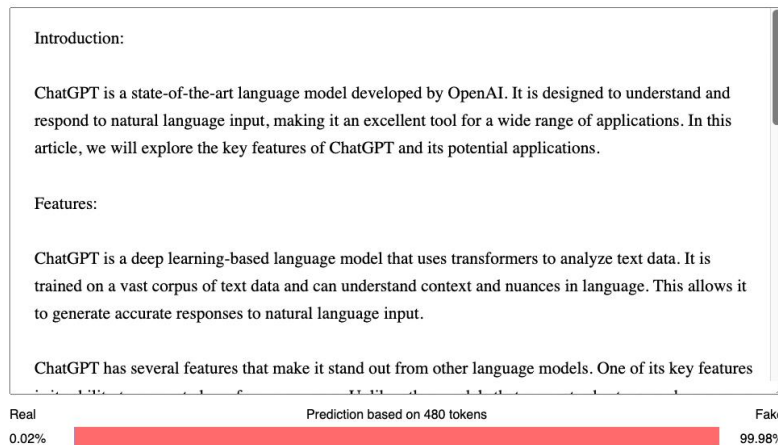 Introduction:
ChatGPT is a state-of-the-art language model developed by OpenAI. It is designed to understand and
respond to natural language input, making it an excellent tool for a wide range of applications. In this
article, we will explore the key features of ChatGPT and its potential applications.
Features:
ChatGPT is a deep learning-based language model that uses transformers to analyze text data. It is
trained on a vast corpus of text data and can understand context and nuances in language. This allows it
to generate accurate responses to natural language input.
ChatGPT has several features that make it stand out from other language models. One of its key features
Real Prediction based on 480 tokens Fake
0.02% 99.98%